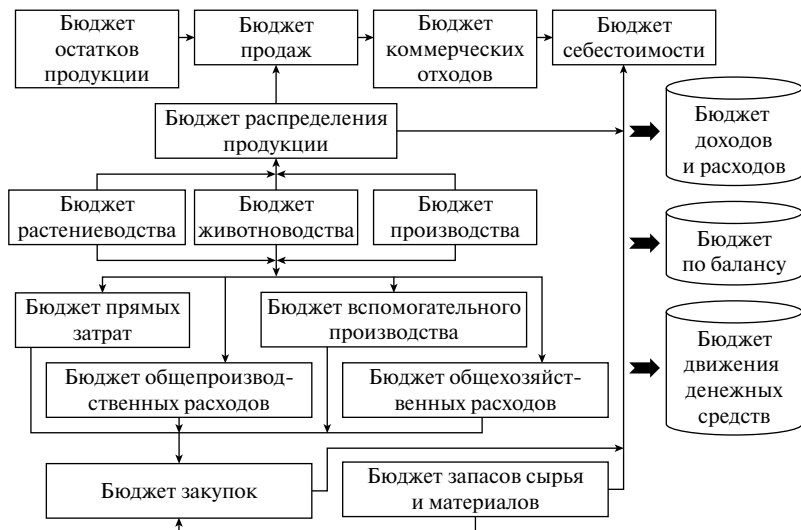 Бюджет
остатков
продукции
Бюджет
продаж
Бюджет
коммерческих
отходов
Бюджет
себестоимости
Бюджет распределения
продукции
Бюджет
доходов
и расходов
Бюджет
растениеводства
Бюджет
животноводства
Бюджет
производства
Бюджет
по балансу
Бюджет прямых
затрат
Бюджет вспомогательного
производства
Бюджет общепроизвод-
ственных расходов
Бюджет общехозяйст-
венных расходов
Бюджет
движения
денежных
средств
Бюджет закупок
Бюджет запасов сырья
и материалов